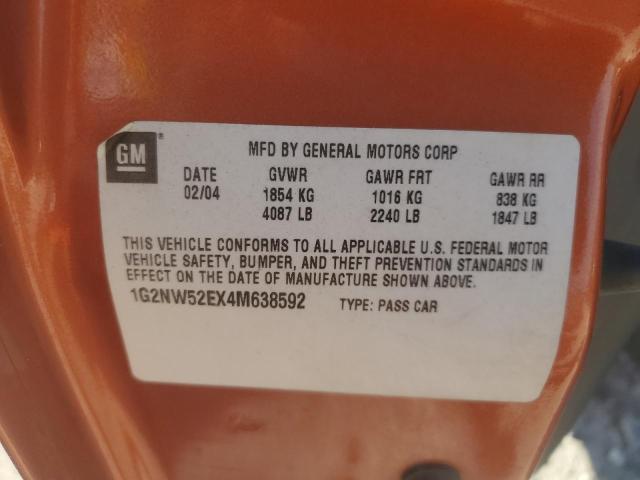 GM ®
MFD BY GENERAL MOTORS CORP
DATE GVWR GAWR FRT GAWR RR
02/04 1854 KG 1016 KG 838 KG
4087 LB 2240 LB 1847 LB
THIS VEHICLE CONFORMS TO ALL APPLICABLE U.S. FEDERAL MOTOR
VEHICLE SAFETY, BUMPER, AND THEFT PREVENTION STANDARDS IN
EFFECT ON THE DATE OF MANUFACTURE SHOWN ABOVE.
1G2NW52EX4M638592 TYPE: PASS CAR